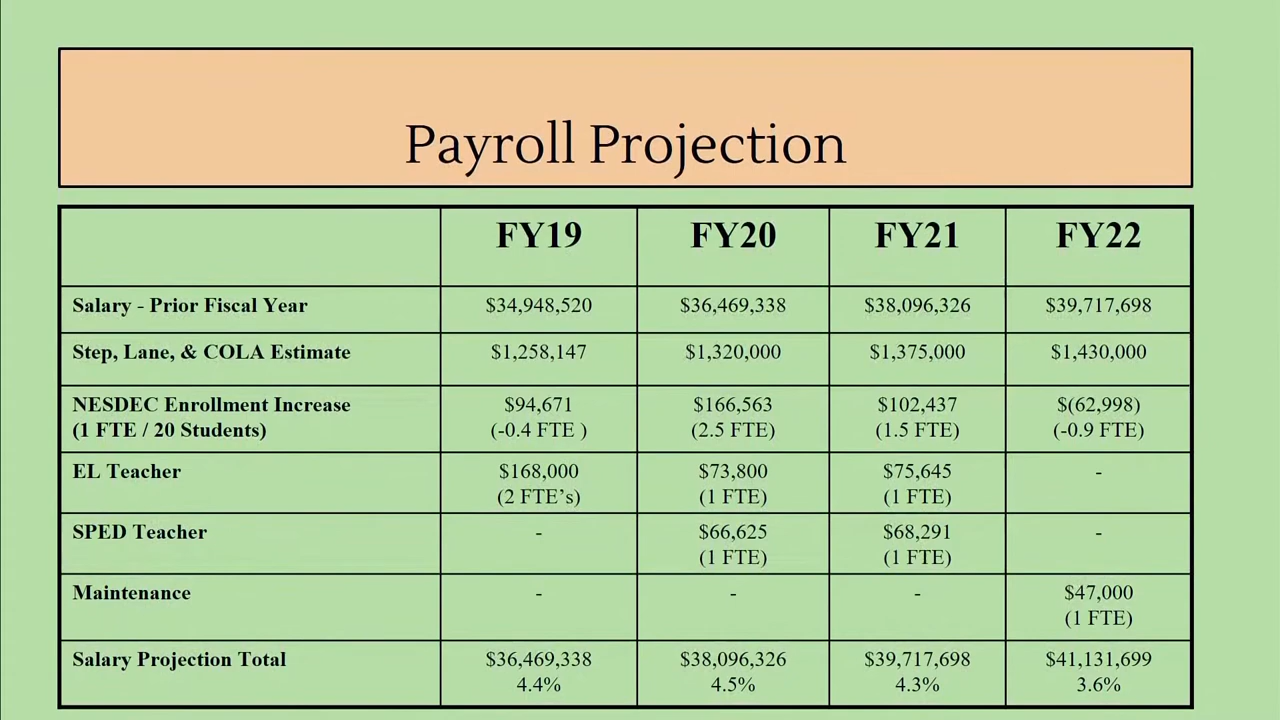 Payroll Projection
FY19 FY20 FY21 FY22
Salary - Prior Fiscal Year $34,948,520 $36,469,338 $38,096,326 $39,717,698
Step, Lane, & COLA Estimate $1,258,147 $1,320,000 $1,375,000 $1,430,000
NESDEC Enrollment Increase $94,671 $166,563 $102,437 $(62,998)
(1 FTE / 20 Students) (-0.4 FTE ) (2.5 FTE) (1.5 FTE) (-0.9 FTE)
EL Teacher $168,000 $73,800 $75,645 -
(2 FTE’s) (1 FTE) (1 FTE)
SPED Teacher - $66,625 $68,291 -
(1 FTE) (1 FTE)
Maintenance - - - $47,000
(1 FTE)
Salary Projection Total $36,469,338 $38,096,326 $39,717,698 $41,131,699
4.4% 4.5% 4.3% 3.6%